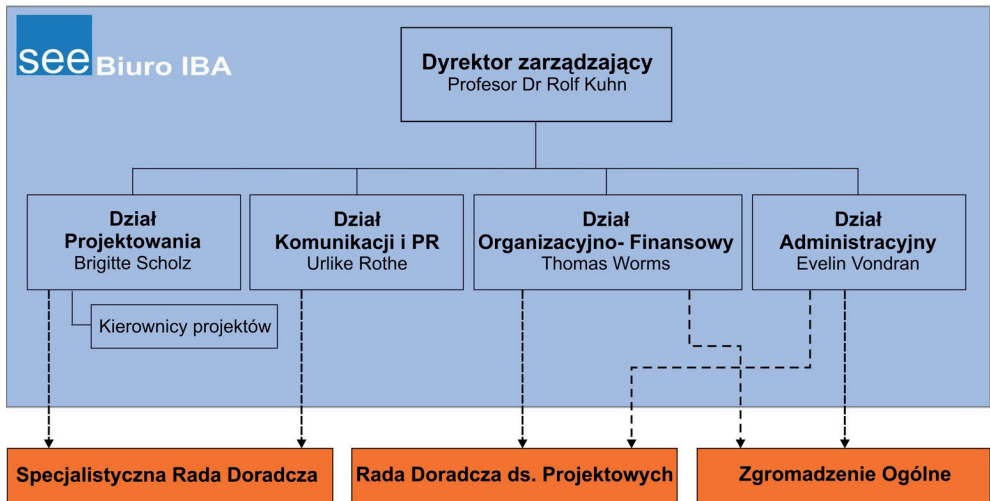 see Biuro IBA
Dyrektor zarządzający
Profesor Dr Rolf Kuhn
Dział
Projektowania
Brigitte Scholz
Dział
Komunikacji i PR
Urlike Rothe
Dział
Organizacyjno- Finansowy
Thomas Worms
Dział
Administracyjny
Evelin Vondran
Kierownicy projektów
Specjalistyczna Rada Doradcza
Rada Doradcza ds. Projektowych
Zgromadzenie Ogólne